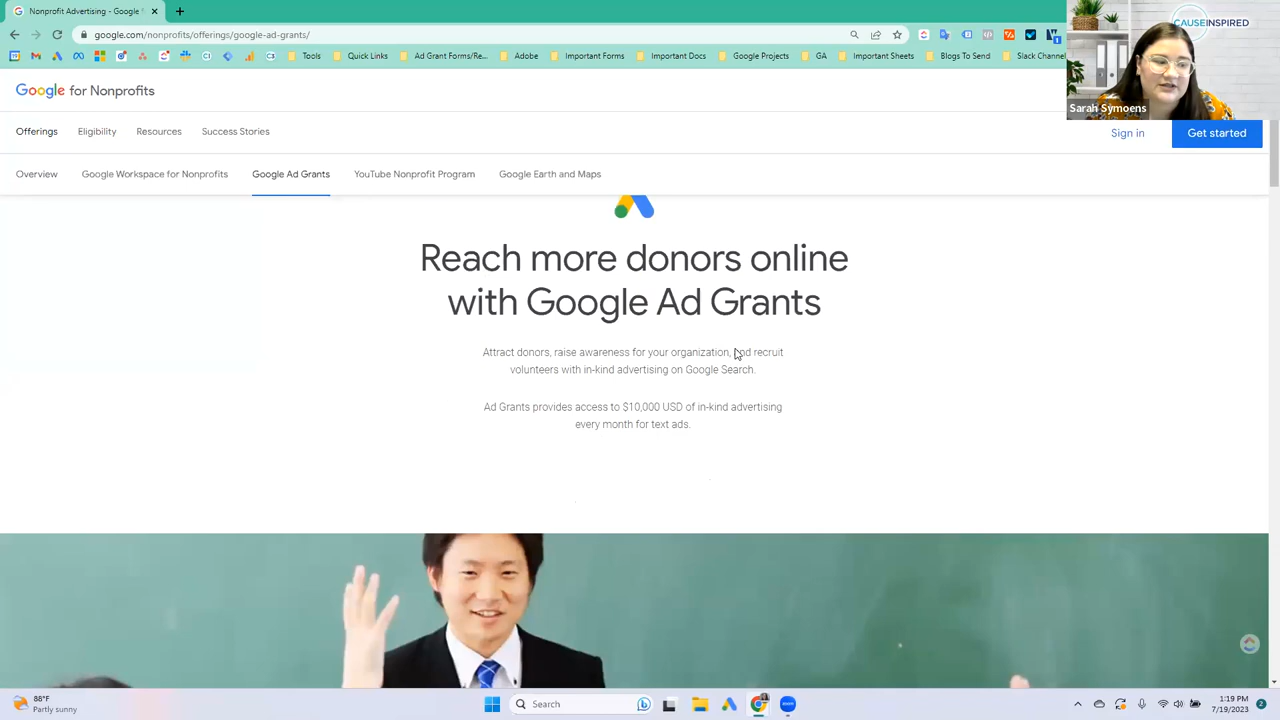 Nonprofit Advertising - Google
google.com/nonprofits/offerings/google-ad-grants/
Tools
Quick Links
Ad Grant Forms/Re...
Adobe
Important Forms
Important Docs
Google Projects
GA
Important Sheets
Blogs To Send
Slack Channel
CAUSEINSPIRED
Sarah Symoens
Google for Nonprofits
Offerings
Eligibility
Resources
Success Stories
Sign in
Get started
Overview
Google Workspace for Nonprofits
Google Ad Grants
YouTube Nonprofit Program
Google Earth and Maps
Reach more donors online
with Google Ad Grants
Attract donors, raise awareness for your organization, and recruit
volunteers with in-kind advertising on Google Search.
Ad Grants provides access to $10,000 USD of in-kind advertising
every month for text ads.
88°F
Partly sunny
Search
zoom
1:19 PM
7/19/2023
2